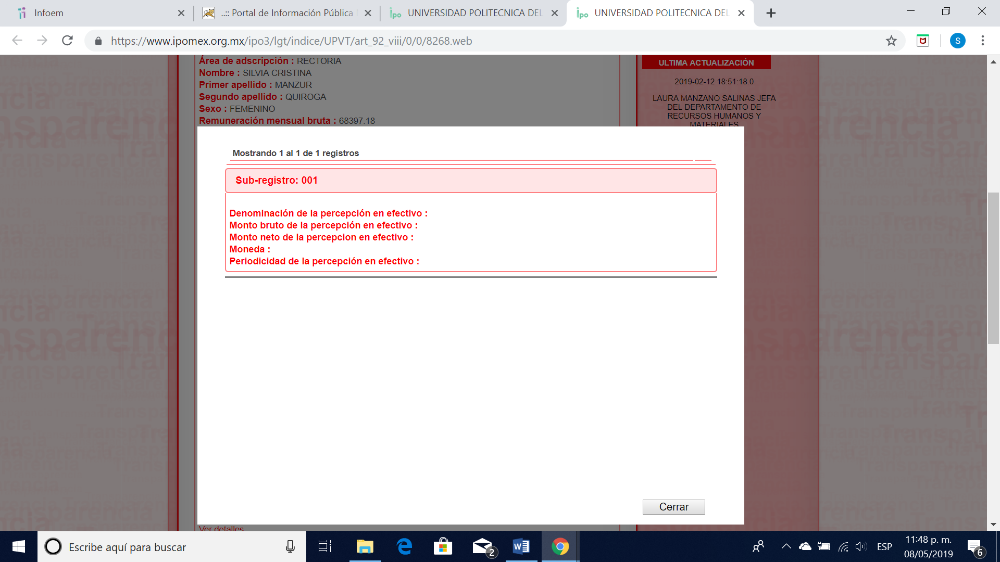 Infoem
..:: Portal de Información Pública
UNIVERSIDAD POLITECNICA DEL
UNIVERSIDAD POLITECNICA DEL
https://www.ipomex.org.mx/ipo3/lgt/indice/UPVT/art_92_viii/0/0/8268.web
S
Área de adscripción : RECTORIA
Nombre : SILVIA CRISTINA
Primer apellido : MANZUR
Segundo apellido : QUIROGA
Sexo : FEMENINO
Remuneración mensual bruta : 68397.18
ULTIMA ACTUALIZACIÓN
2019-02-12 18:51:18.0
LAURA MANZANO SALINAS JEFA
DEL DEPARTAMENTO DE
RECURSOS HUMANOS Y
MATERIALES
Mostrando 1 al 1 de 1 registros
Sub-registro: 001
Denominación de la percepción en efectivo :
Monto bruto de la percepción en efectivo :
Monto neto de la percepcion en efectivo :
Moneda :
Periodicidad de la percepción en efectivo :
Cerrar
Ver detalles
Escribe aquí para buscar
2
ESP
11:48 p. m.
08/05/2019
6